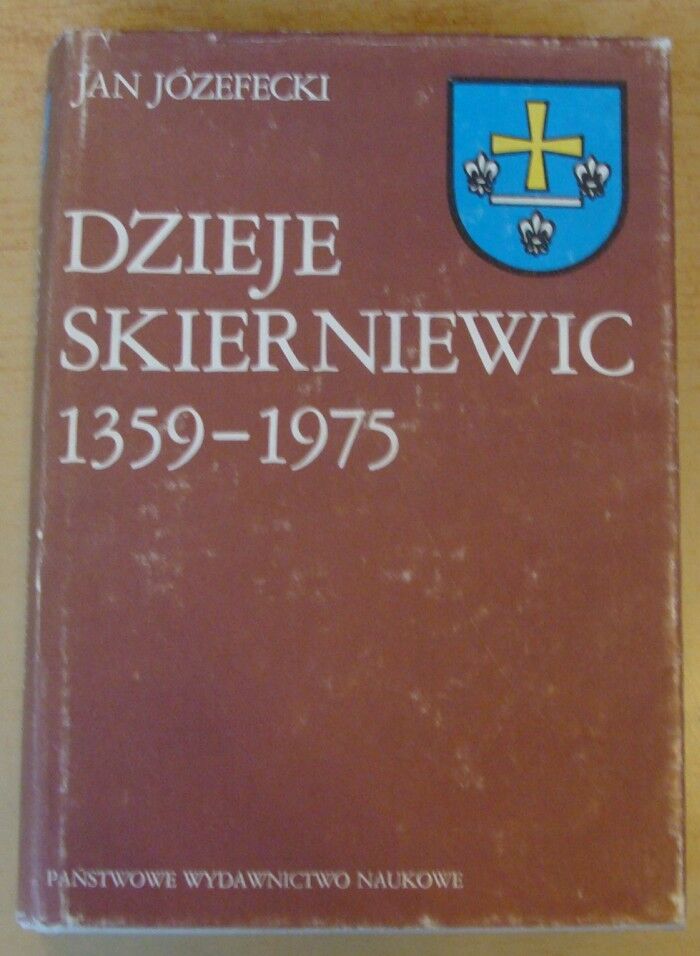 JAN JÓZEFECKI
DZIEJE
SKIERNIEWIC
1359–1975
PAŃSTWOWE WYDAWNICTWO NAUKOWE